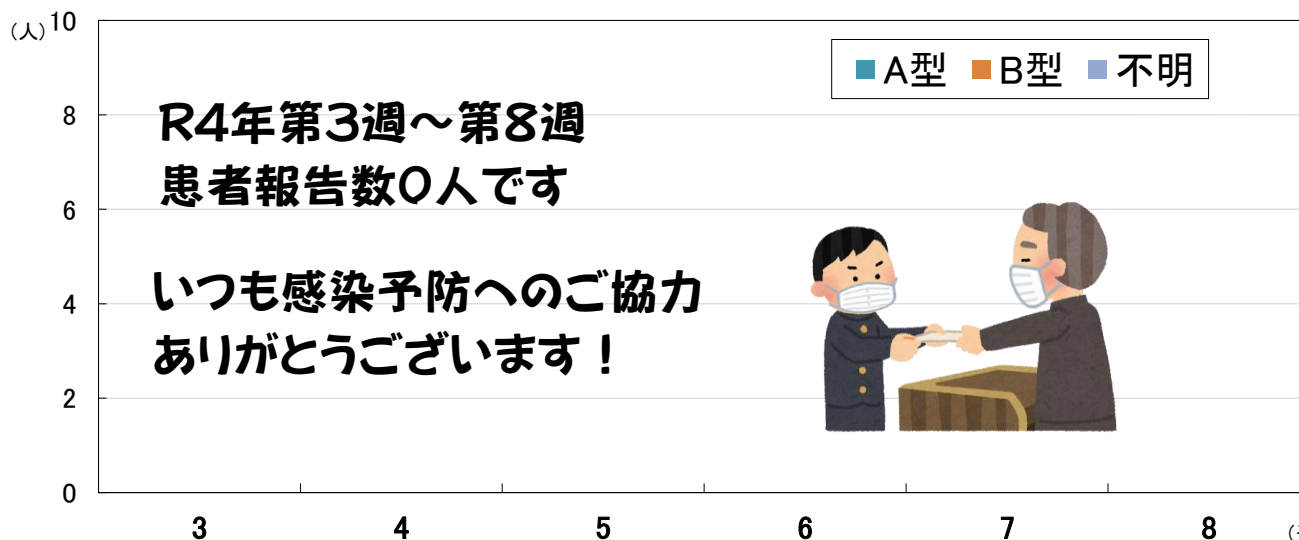 (人)
10
8
6
4
2
0
A型 B型 不明
R4年第3週～第8週
患者報告数0人です
いつも感染予防へのご協力
ありがとうございます！
3 4 5 6 7 8